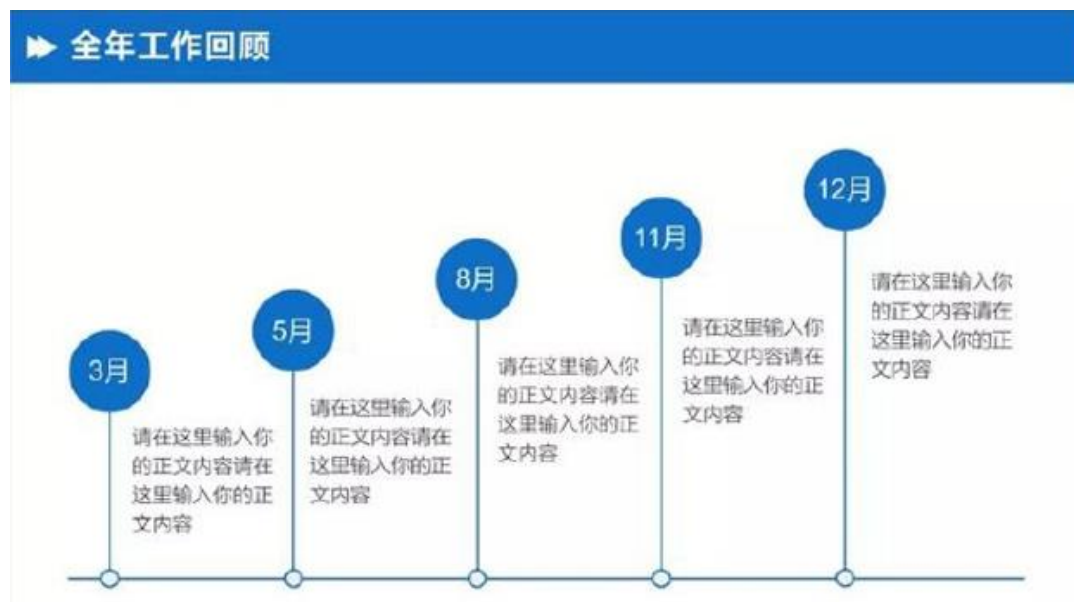 全年工作回顾
3月
请在这里输入你
的正文内容请在
这里输入你的正
文内容
5月
请在这里输入你
的正文内容请在
这里输入你的正
文内容
8月
请在这里输入你
的正文内容请在
这里输入你的正
文内容
11月
请在这里输入你
的正文内容请在
这里输入你的正
文内容
12月
请在这里输入你
的正文内容请在
这里输入你的正
文内容